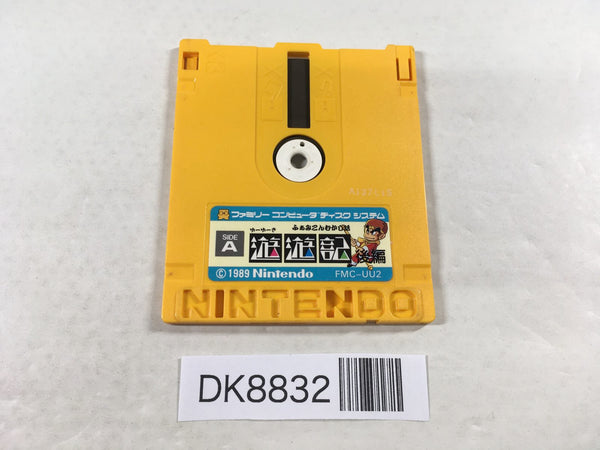 ファミリー コンピュータ ディスク システム
SIDE
A
ゆーゆーき
ふぁみこんむかし話
遊遊記
後編
©1989 Nintendo
FMC-UU2
NINTENDO
DK8832